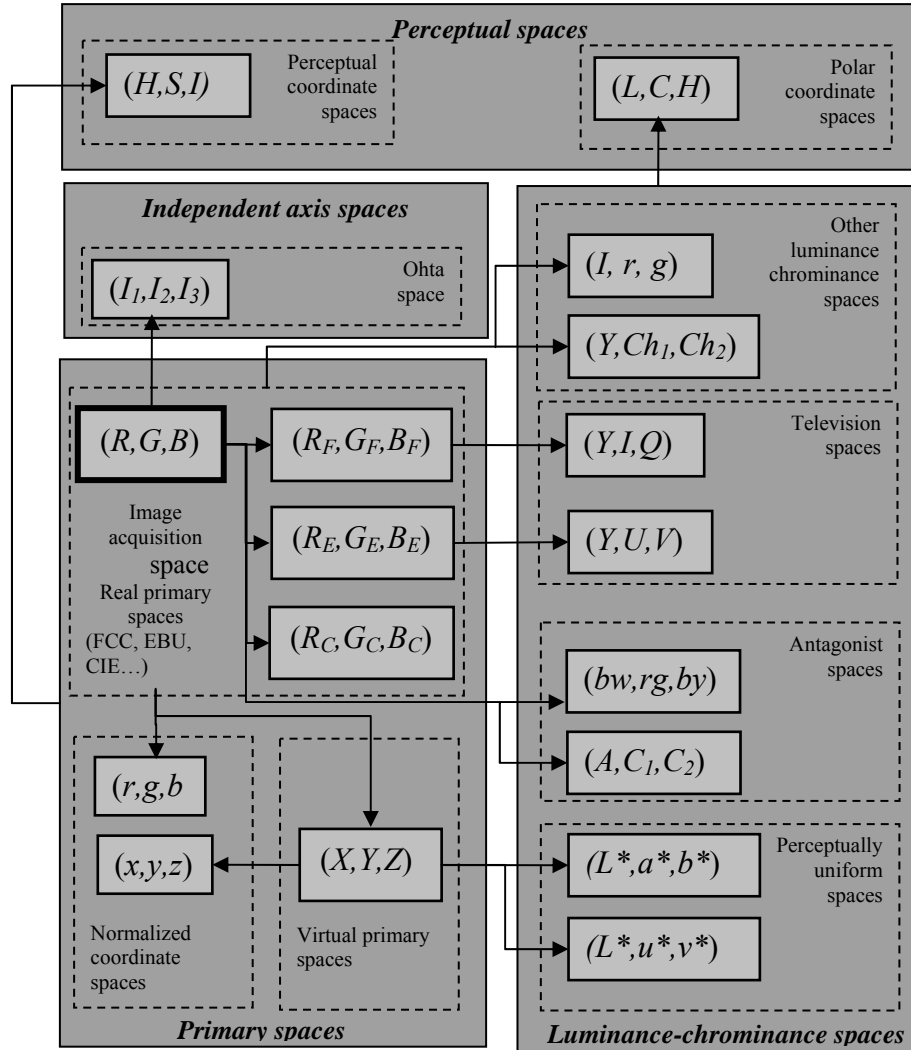 Perceptual spaces
(H,S,I)
Perceptual
coordinate
spaces
(L,C,H)
Polar
coordinate
spaces
Independent axis spaces
(I1,I2,I3)
Ohta
space
Other
luminance
chrominance
spaces
(I, r, g)
(Y,Ch1,Ch2)
(R,G,B)
Image
acquisition
space
Real primary
spaces
(FCC, EBU,
CIE…)
(RF,GF,BF)
(RE,GE,BE)
(RC,GC,BC)
Television
spaces
(Y,I,Q)
(Y,U,V)
Antagonist
spaces
(bw,rg,by)
(A,C1,C2)
(r,g,b
(x,y,z)
Normalized
coordinate
spaces
(X,Y,Z)
Virtual primary
spaces
Primary spaces
(L*,a*,b*)
Perceptually
uniform
spaces
(L*,u*,v*)
Luminance-chrominance spaces